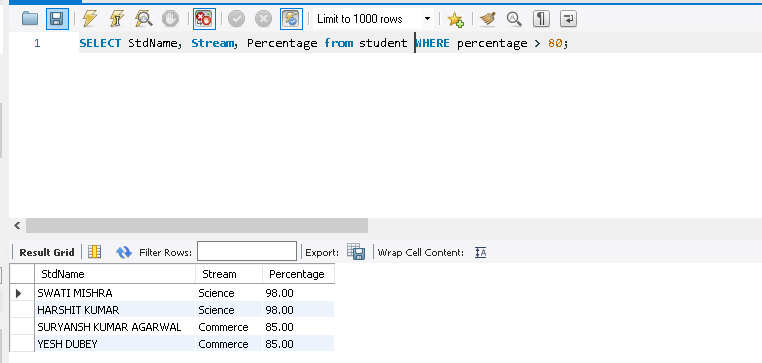 Limit to 1000 rows
1 SELECT StdName, Stream, Percentage from student WHERE percentage > 80;
Result Grid Filter Rows: Export: Wrap Cell Content:
StdName Stream Percentage
SWATI MISHRA Science 98.00
HARSHIT KUMAR Science 98.00
SURYANSH KUMAR AGARWAL Commerce 85.00
YESH DUBEY Commerce 85.00